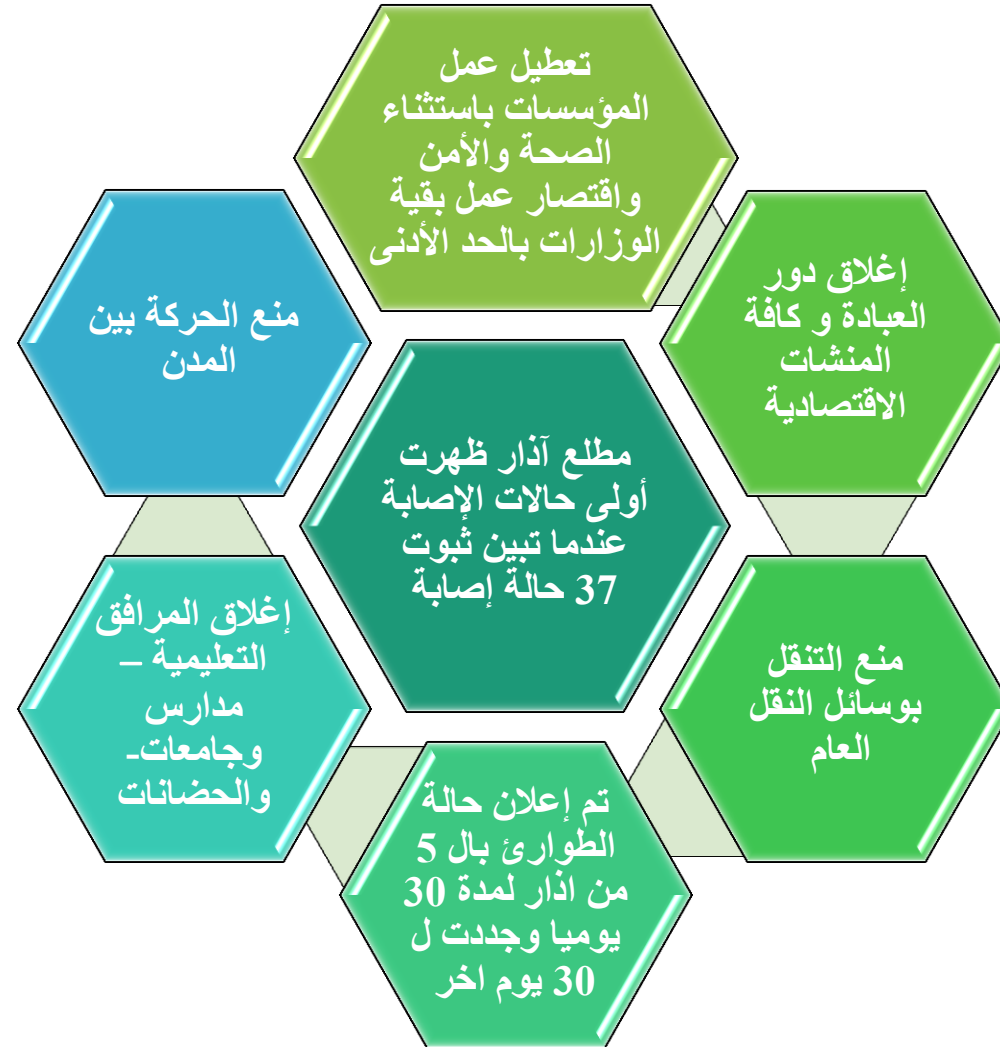 تعطيل عمل
المؤسسات باستثناء
الصحة والأمن
واقتصار عمل بقية
الوزارات بالحد الأدنى
إغلاق دور
العبادة و كافة
المنشات
الاقتصادية
منع الحركة بين
المدن
مطلع آذار ظهرت
أولى حالات الإصابة
عندما تبين ثبوت
37 حالة إصابة
إغلاق المرافق
التعليمية –
مدارس
وجامعات-
والحضانات
منع التنقل
بوسائل النقل
العام
تم إعلان حالة
الطوارئ بال 5
من اذار لمدة 30
يوميا وجددت ل
30 يوم اخر